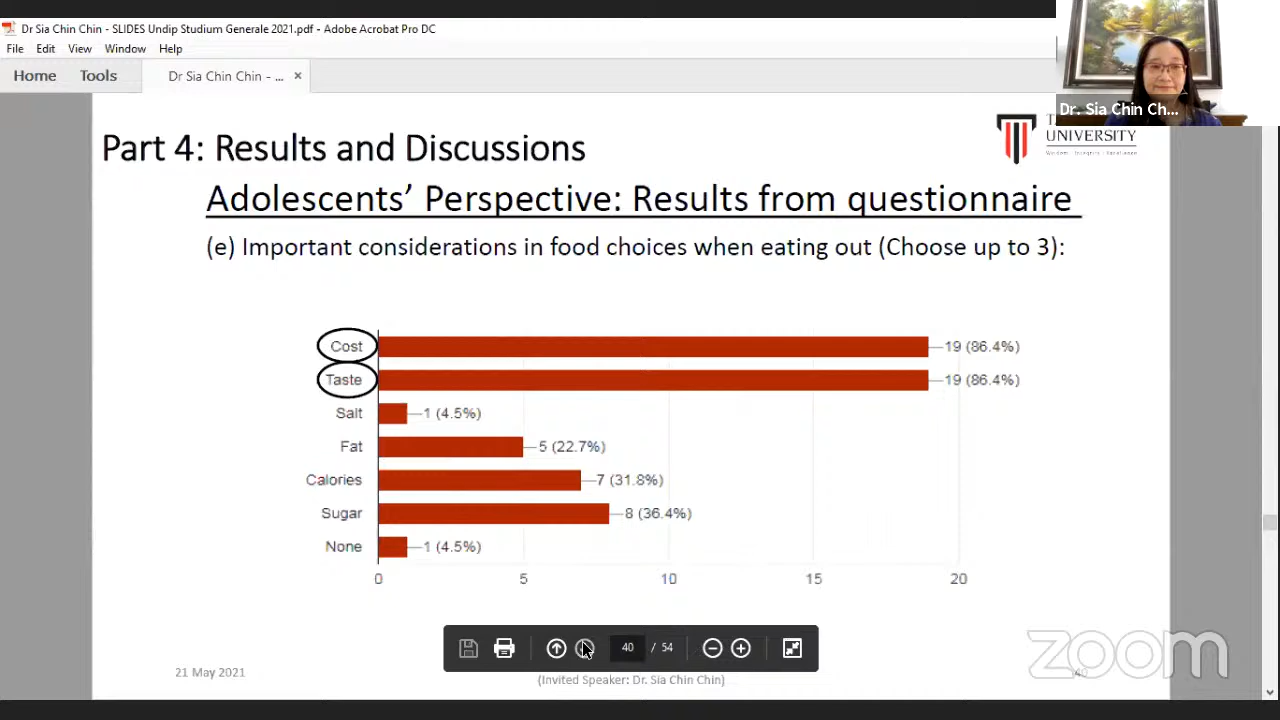 Dr Sia Chin Chin - SLIDES Undip Studium Generale 2021.pdf - Adobe Acrobat Pro DC
File Edit View Window Help
Home Tools Dr Sia Chin Chin - ... ×
Dr. Sia Chin Ch...
UNIVERSITY
Part 4: Results and Discussions
Adolescents’ Perspective: Results from questionnaire
(e) Important considerations in food choices when eating out (Choose up to 3):
Cost 19 (86.4%)
Taste 19 (86.4%)
Salt 1 (4.5%)
Fat 5 (22.7%)
Calories 7 (31.8%)
Sugar 8 (36.4%)
None 1 (4.5%)
0 5 10 15 20
40 / 54
zoom
21 May 2021
40
(Invited Speaker: Dr. Sia Chin Chin)